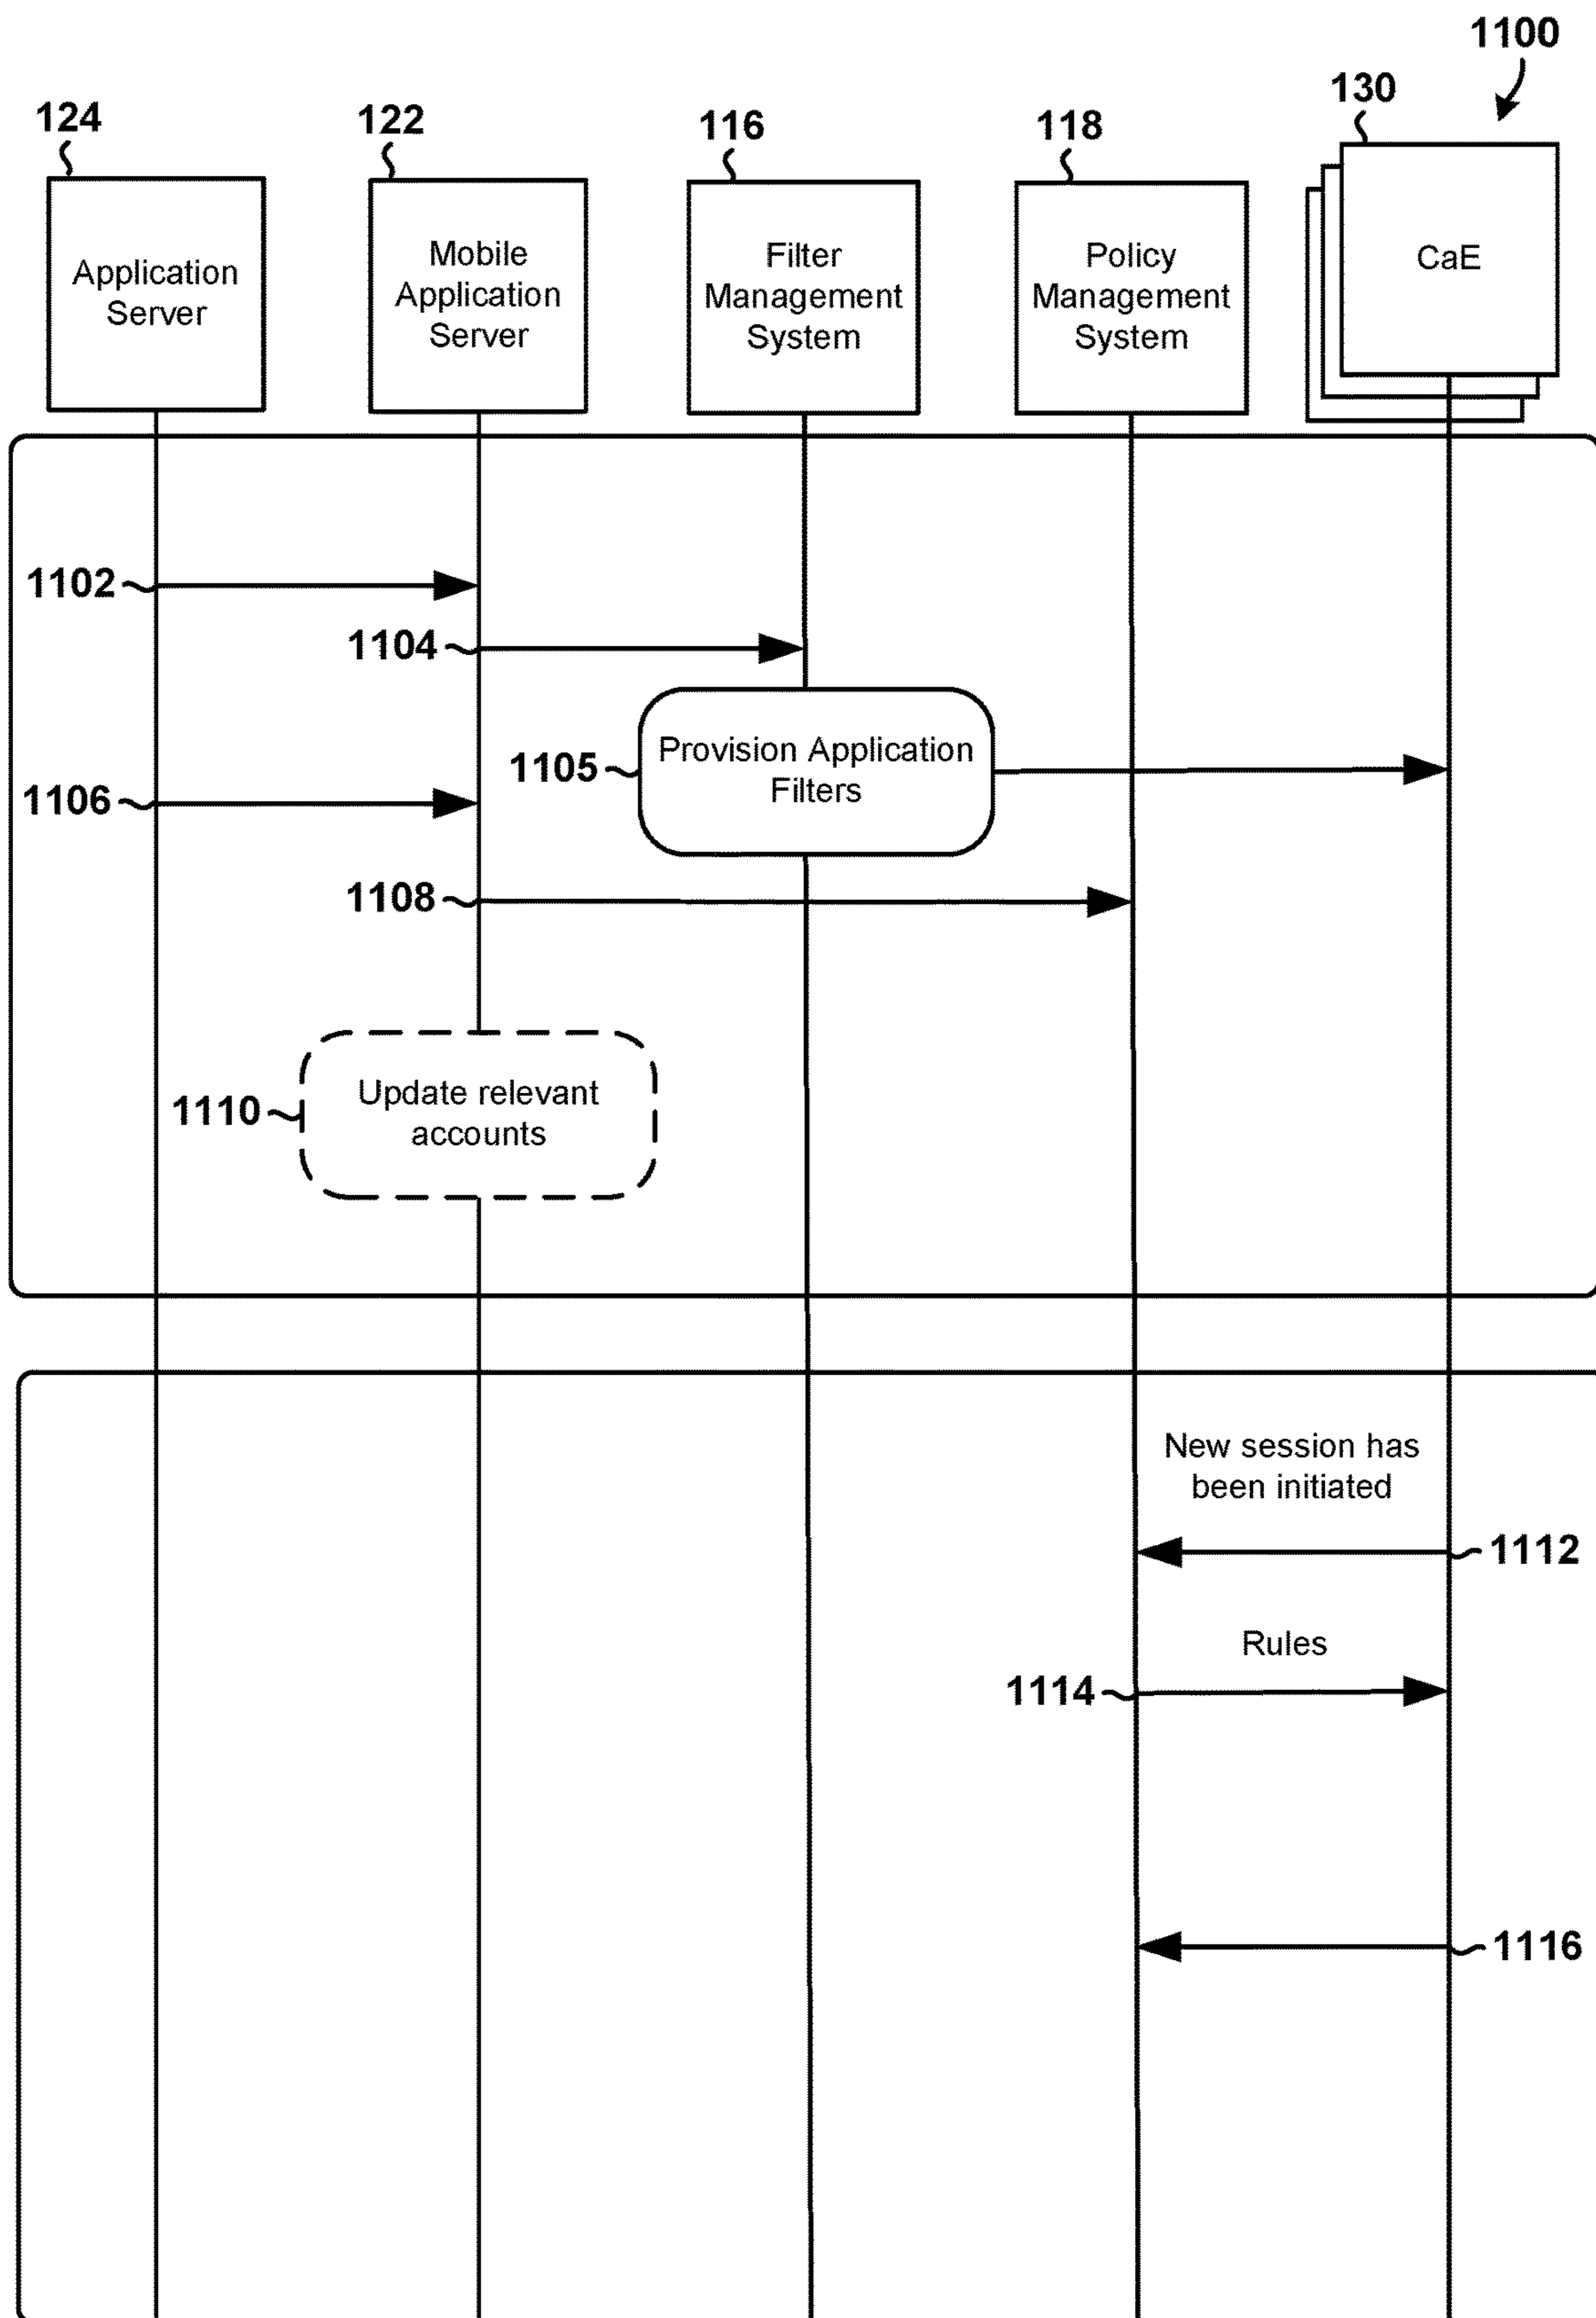 1100
130
124
122
116
118
Application
Server
Mobile
Application
Server
Filter
Management
System
Policy
Management
System
CaE
1102
1104
1105
Provision Application
Filters
1106
1108
1110
Update relevant
accounts
New session has
been initiated
1112
Rules
1114
1116